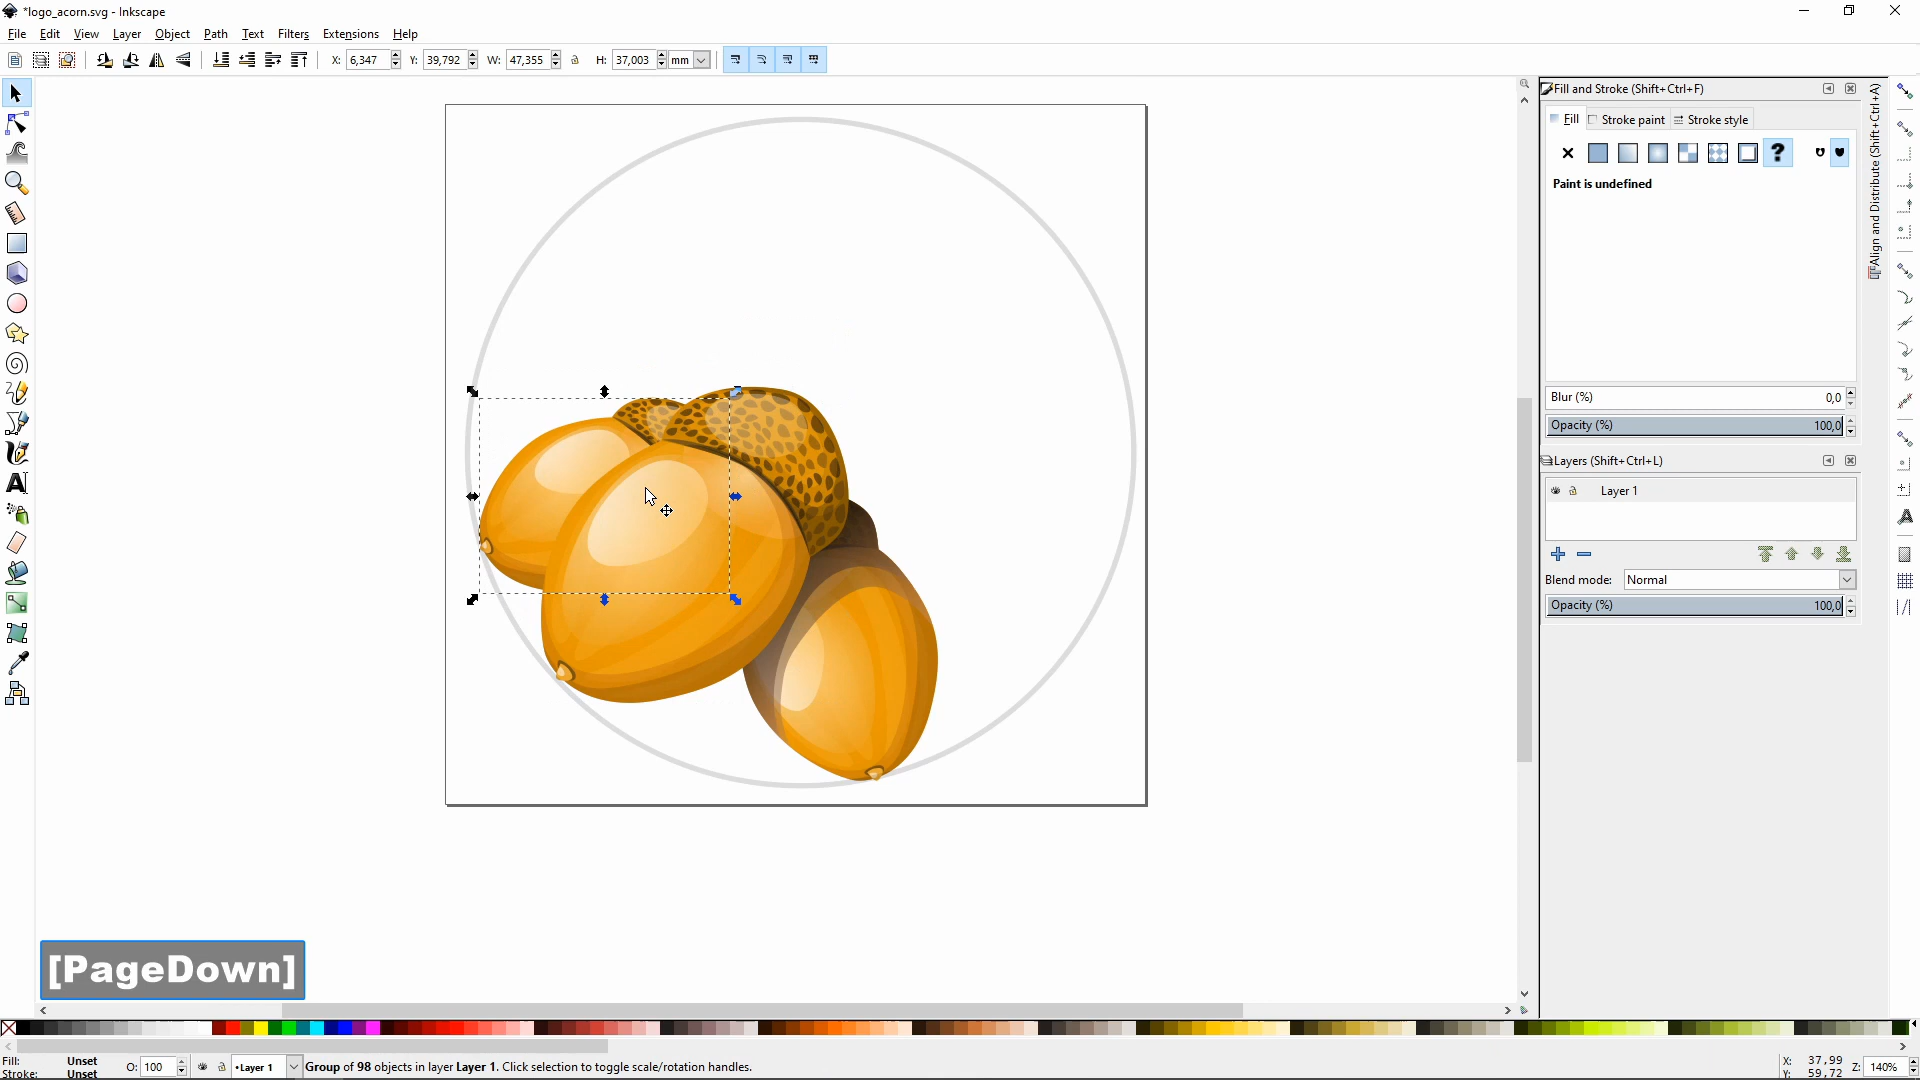 *logo_acorn.svg - Inkscape
File Edit View Layer Object Path Text Filters Extensions Help
X: 6,347 Y: 39,792 W: 47,355 H: 37,003 mm
Fill and Stroke (Shift+Ctrl+F)
Fill Stroke paint Stroke style
?
Paint is undefined
Blur (%) 0,0
Opacity (%) 100,0
Layers (Shift+Ctrl+L)
Layer 1
Blend mode: Normal
Opacity (%) 100,0
Align and Distribute (Shift+Ctrl+A)
[PageDown]
Fill: Unset
Stroke: Unset
O: 100
•Layer 1
Group of 98 objects in layer Layer 1. Click selection to toggle scale/rotation handles.
X: 37,99
Y: 59,72
Z: 140%